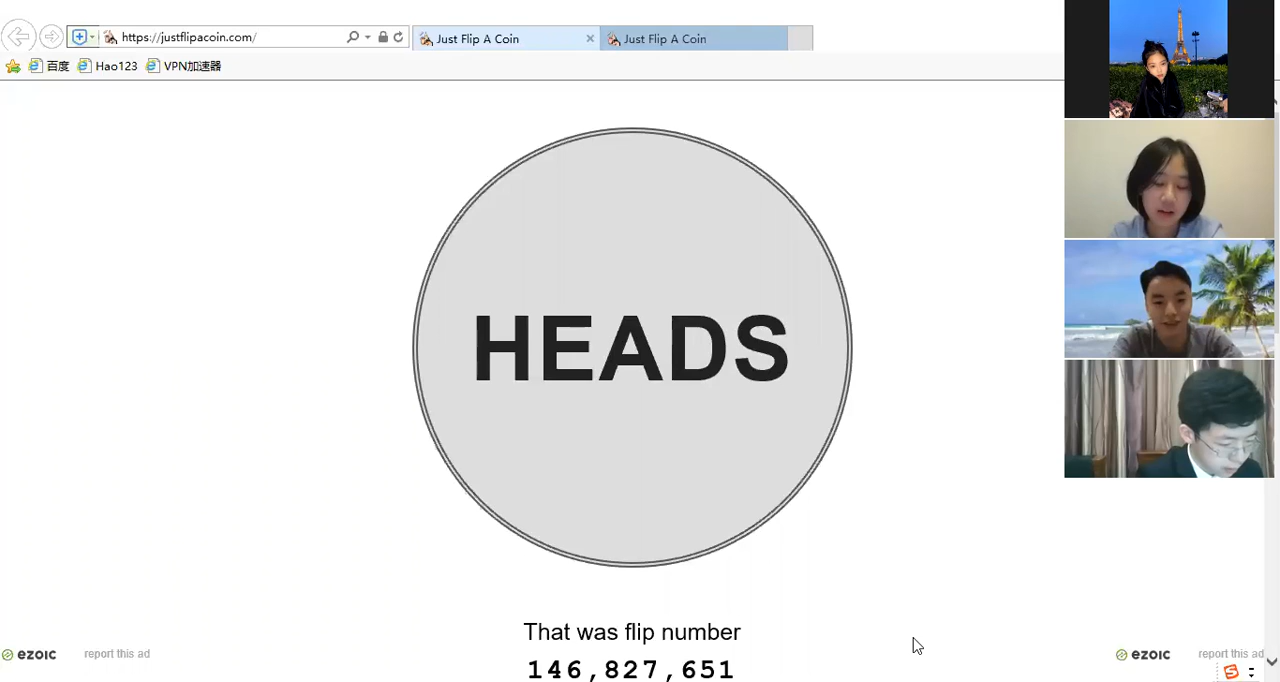 https://justflipacoin.com/
Just Flip A Coin
Just Flip A Coin
百度
Hao123
VPN加速器
HEADS
That was flip number
146,827,651
ezoic
report this ad
ezoic
report this ad